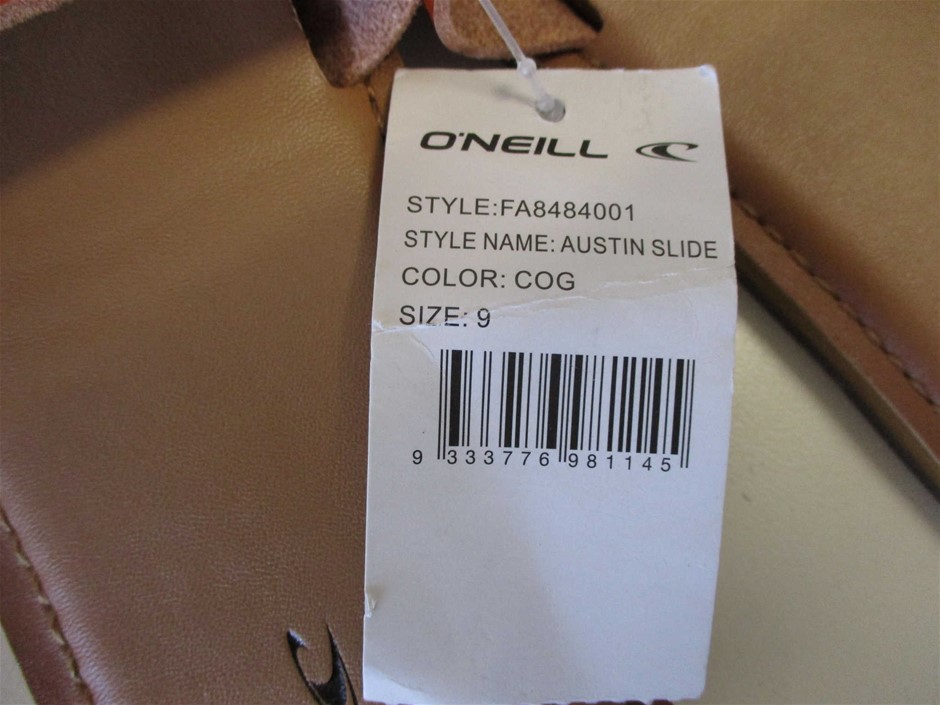 O'NEILL
STYLE:FA8484001
STYLE NAME: AUSTIN SLIDE
COLOR: COG
SIZE: 9
9 333776 981145